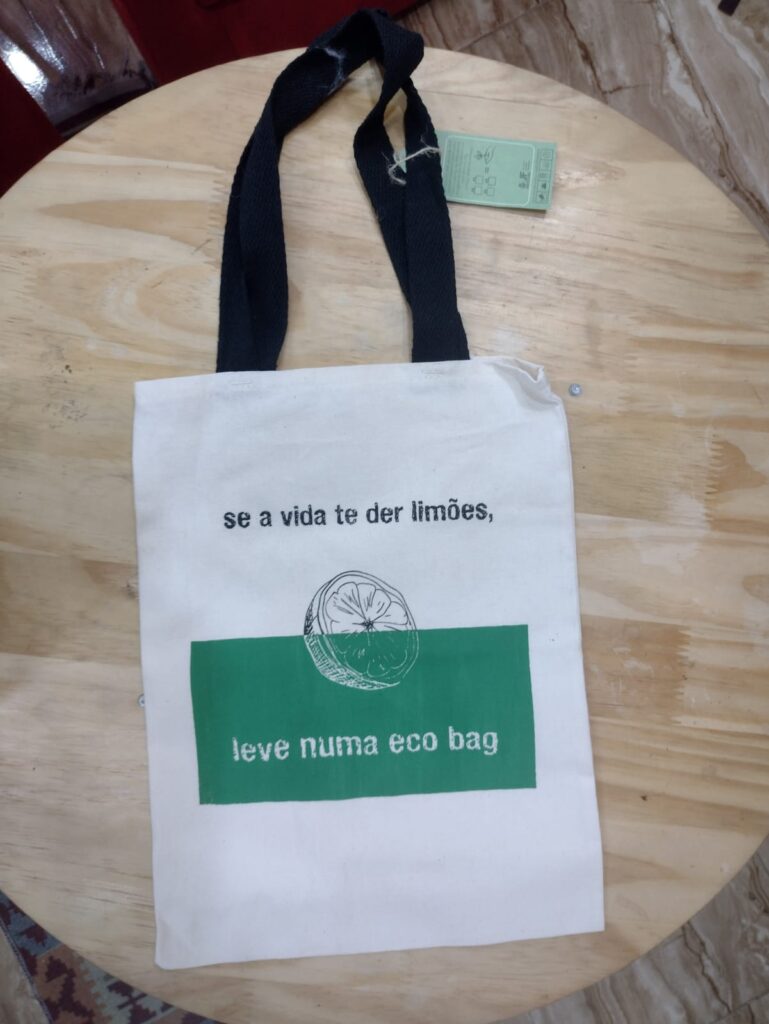 se a vida te der limões,
leve numa eco bag